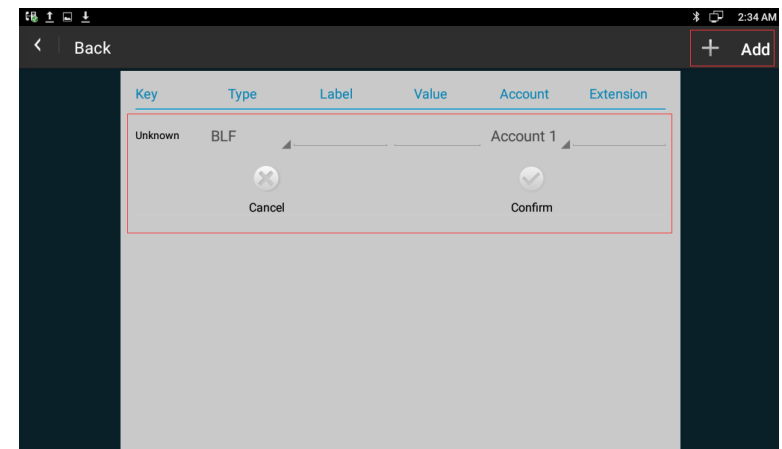 2:34 AM
Back
Add
Key Type Label Value Account Extension
Unknown BLF Account 1
Cancel Confirm